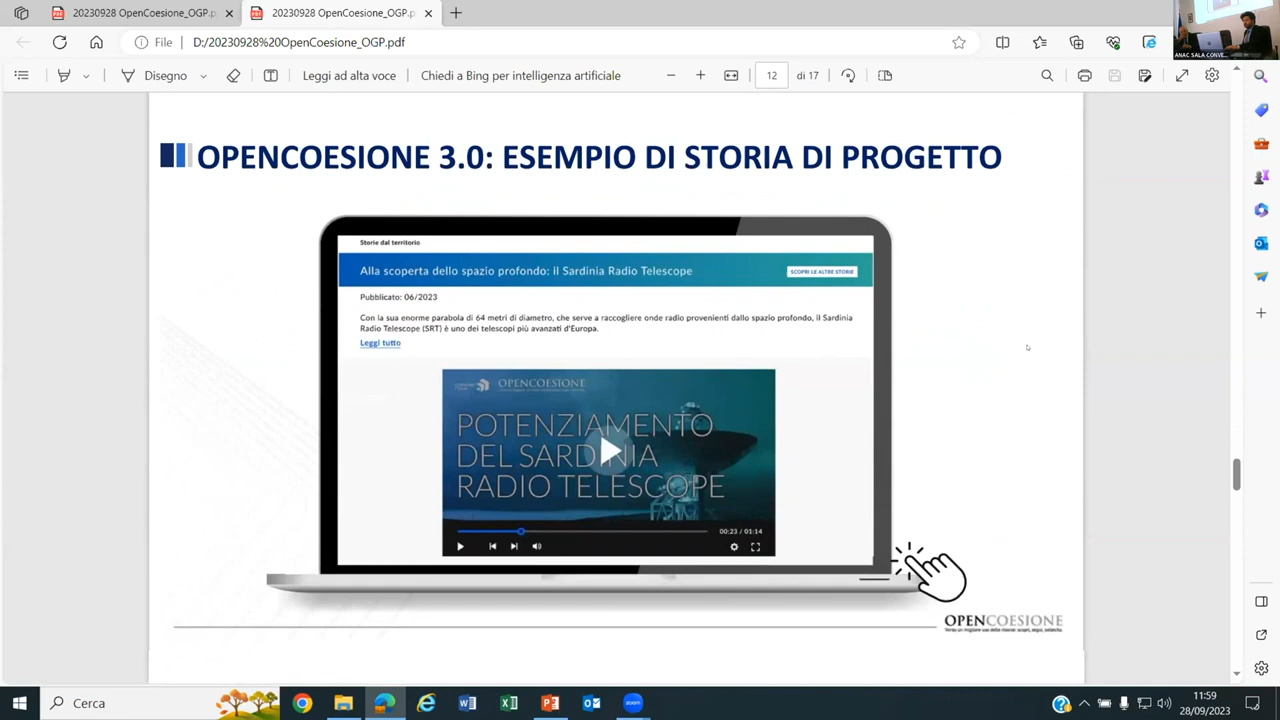 20230928 OpenCoesione_OGP.p
20230928 OpenCoesione_OGP.pdf
File
D:/20230928%20OpenCoesione_OGP.pdf
ANAC SALA CONVE...
Disegno
Leggi ad alta voce
Chiedi a Bing per intelligenza artificiale
12
di 17
OPENCOESIONE 3.0: ESEMPIO DI STORIA DI PROGETTO
Storie dal territorio
Alla scoperta dello spazio profondo: il Sardinia Radio Telescope
SCOPRI LE ALTRE STORIE
Pubblicato: 06/2023
Con la sua enorme parabola di 64 metri di diametro, che serve a raccogliere onde radio provenienti dallo spazio profondo, il Sardinia
Radio Telescope (SRT) è uno dei telescopi più avanzati d'Europa.
Leggi tutto
OPENCOESIONE
POTENZIAMENTO
DEL SARDINIA
RADIO TELESCOPE
00:23 / 01:14
OPENCOESIONE
Cerca
zoom
11:59
28/09/2023